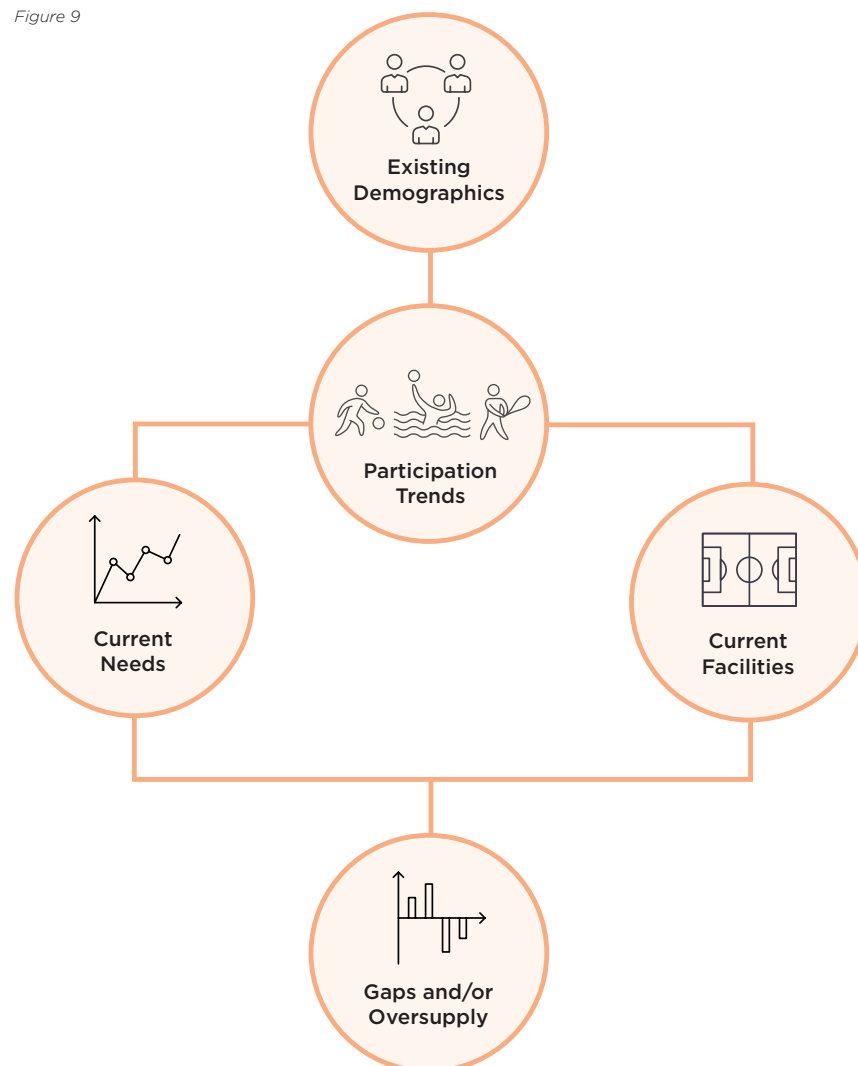 Figure 9
Existing
Demographics
Participation
Trends
Current
Needs
Current
Facilities
Gaps and/or
Oversupply